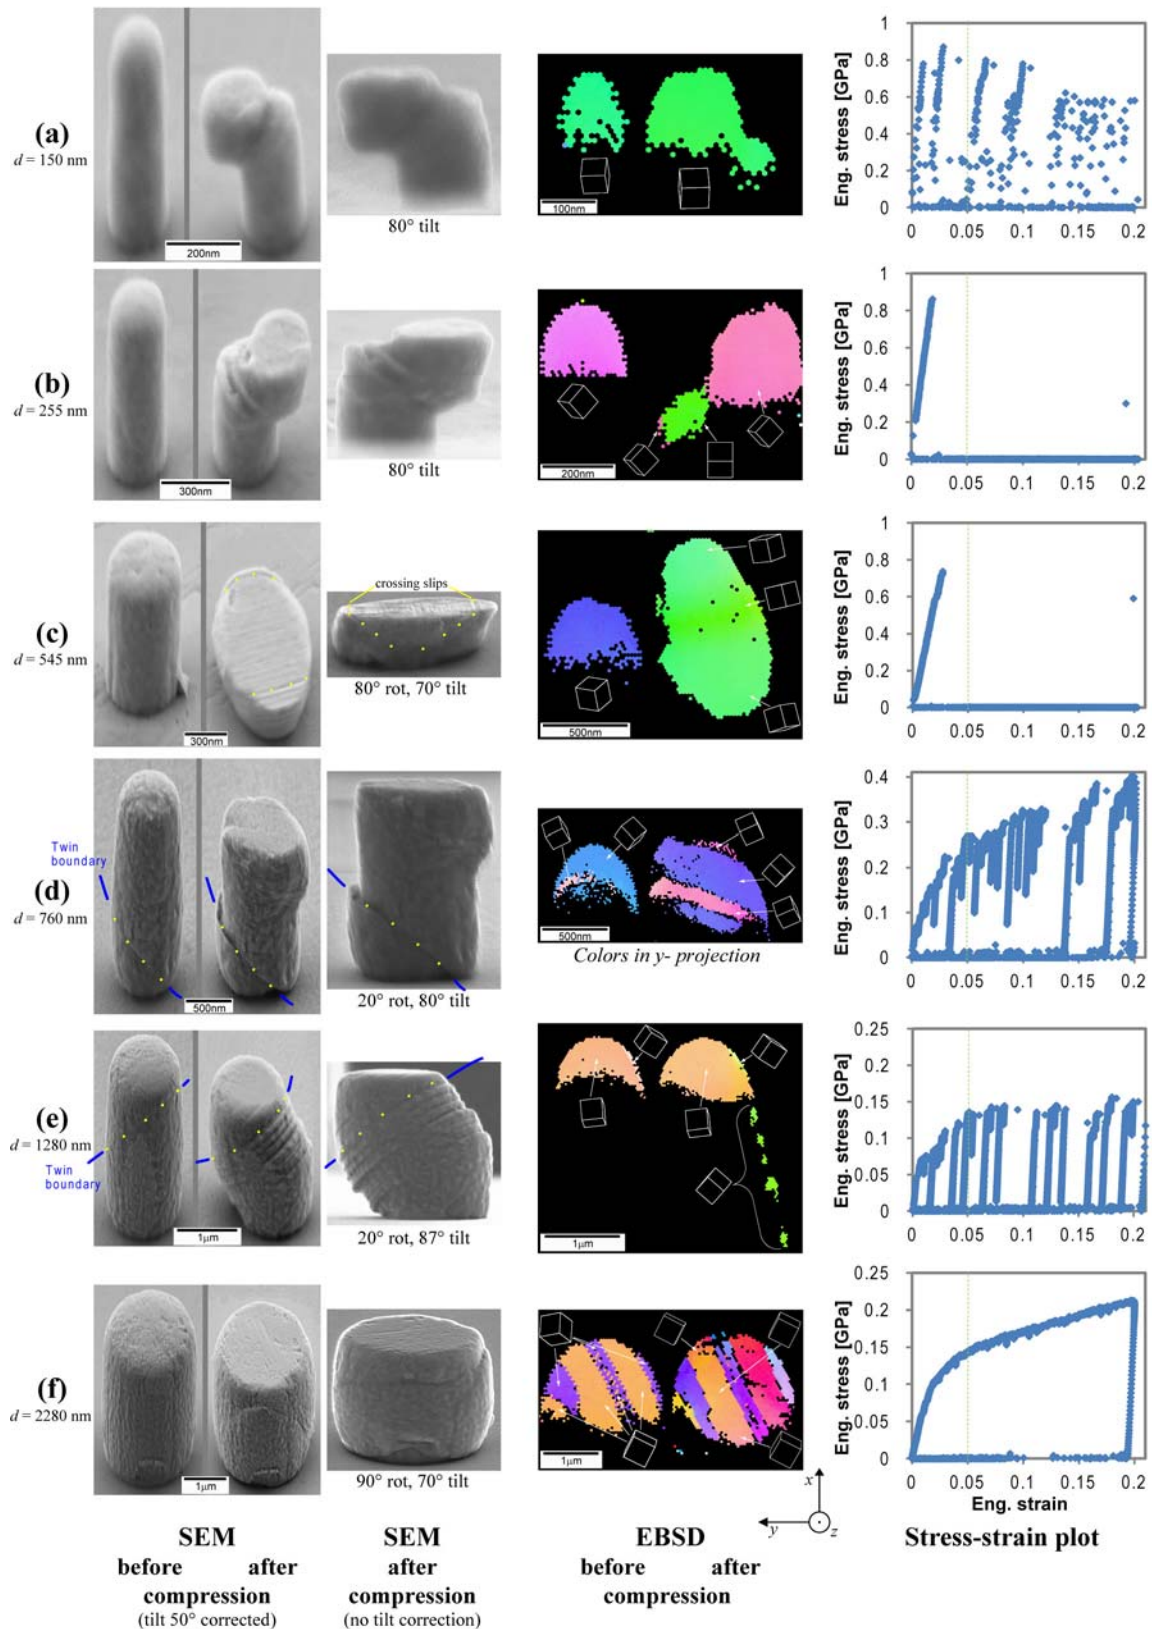 (a)
d = 150 nm
200nm
80° tilt
100nm
Eng. stress [GPa]
1
0.8
0.6
0.4
0.2
0
0 0.05 0.1 0.15 0.2
(b)
d = 255 nm
300nm
80° tilt
200nm
Eng. stress [GPa]
1
0.8
0.6
0.4
0.2
0
0 0.05 0.1 0.15 0.2
(c)
d = 545 nm
300nm
crossing slips
80° rot, 70° tilt
500nm
Eng. stress [GPa]
1
0.8
0.6
0.4
0.2
0
0 0.05 0.1 0.15 0.2
(d)
d = 760 nm
Twin
boundary
500nm
20° rot, 80° tilt
500nm
Colors in y- projection
Eng. stress [GPa]
0.4
0.3
0.2
0.1
0
0 0.05 0.1 0.15 0.2
(e)
d = 1280 nm
Twin
boundary
1µm
20° rot, 87° tilt
1µm
Eng. stress [GPa]
0.25
0.2
0.15
0.1
0.05
0
0 0.05 0.1 0.15 0.2
(f)
d = 2280 nm
1µm
90° rot, 70° tilt
1µm
Eng. stress [GPa]
0.25
0.2
0.15
0.1
0.05
0
0 0.05 0.1 0.15 0.2
Eng. strain
x
y
z
SEM
before after
compression
(tilt 50° corrected)
SEM
after
compression
(no tilt correction)
EBSD
before after
compression
Stress-strain plot